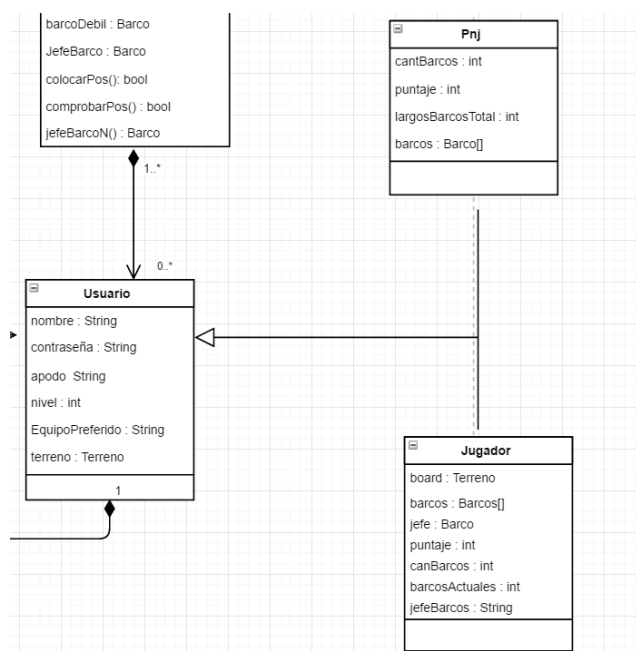 barcoDebil : Barco
JefeBarco : Barco
colocarPos(): bool
comprobarPos() : bool
jefeBarcoN() : Barco
1..*
0..*
Pnj
cantBarcos : int
puntaje : int
largosBarcosTotal : int
barcos : Barco[]
Usuario
nombre : String
contraseña : String
apodo String
nivel : int
EquipoPreferido : String
terreno : Terreno
1
Jugador
board : Terreno
barcos : Barcos[]
jefe : Barco
puntaje : int
canBarcos : int
barcosActuales : int
jefeBarcos : String